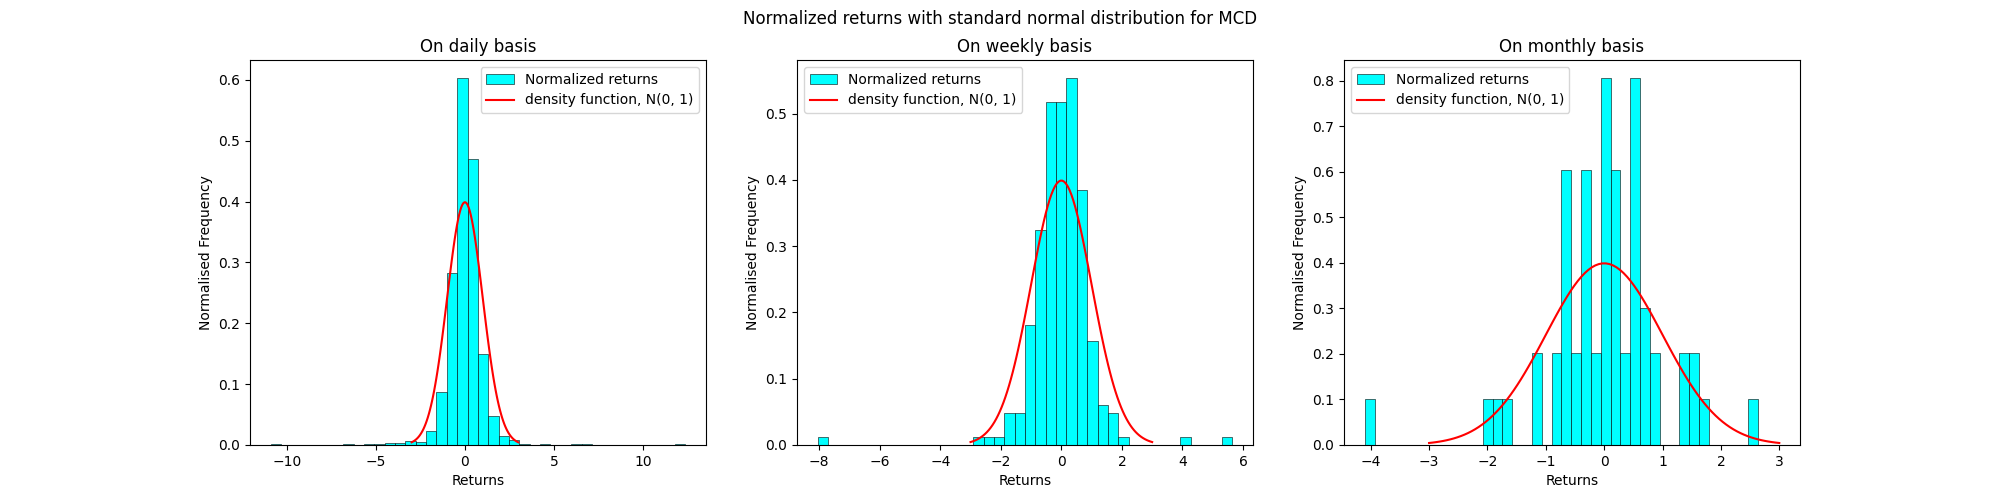 Normalized returns with standard normal distribution for MCD
On daily basis
Normalized returns
density function, N(0, 1)
Normalised Frequency
0.6
0.5
0.4
0.3
0.2
0.1
0.0
−10
−5
0
5
10
Returns
On weekly basis
Normalized returns
density function, N(0, 1)
Normalised Frequency
0.5
0.4
0.3
0.2
0.1
0.0
−8
−6
−4
−2
0
2
4
6
Returns
On monthly basis
Normalized returns
density function, N(0, 1)
Normalised Frequency
0.8
0.7
0.6
0.5
0.4
0.3
0.2
0.1
0.0
−4
−3
−2
−1
0
1
2
3
Returns